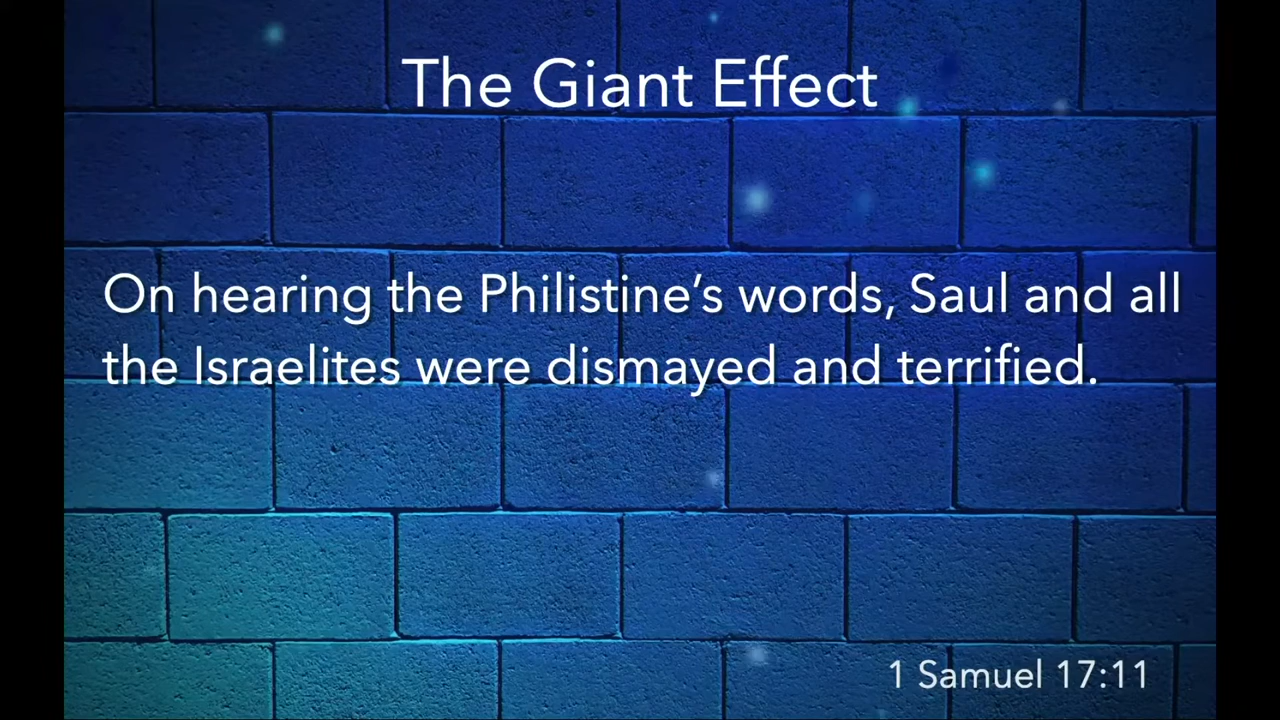 The Giant Effect
On hearing the Philistine’s words, Saul and all
the Israelites were dismayed and terrified.
1 Samuel 17:11